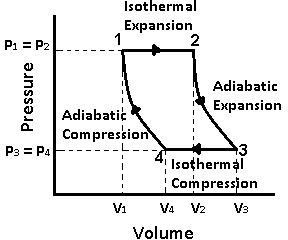 Isothermal
Expansion
P1 = P2
1
2
Pressure
Adiabatic
Expansion
Adiabatic
Compression
P3 = P4
4
3
Isothermal
Compression
V1
V4
V2
V3
Volume